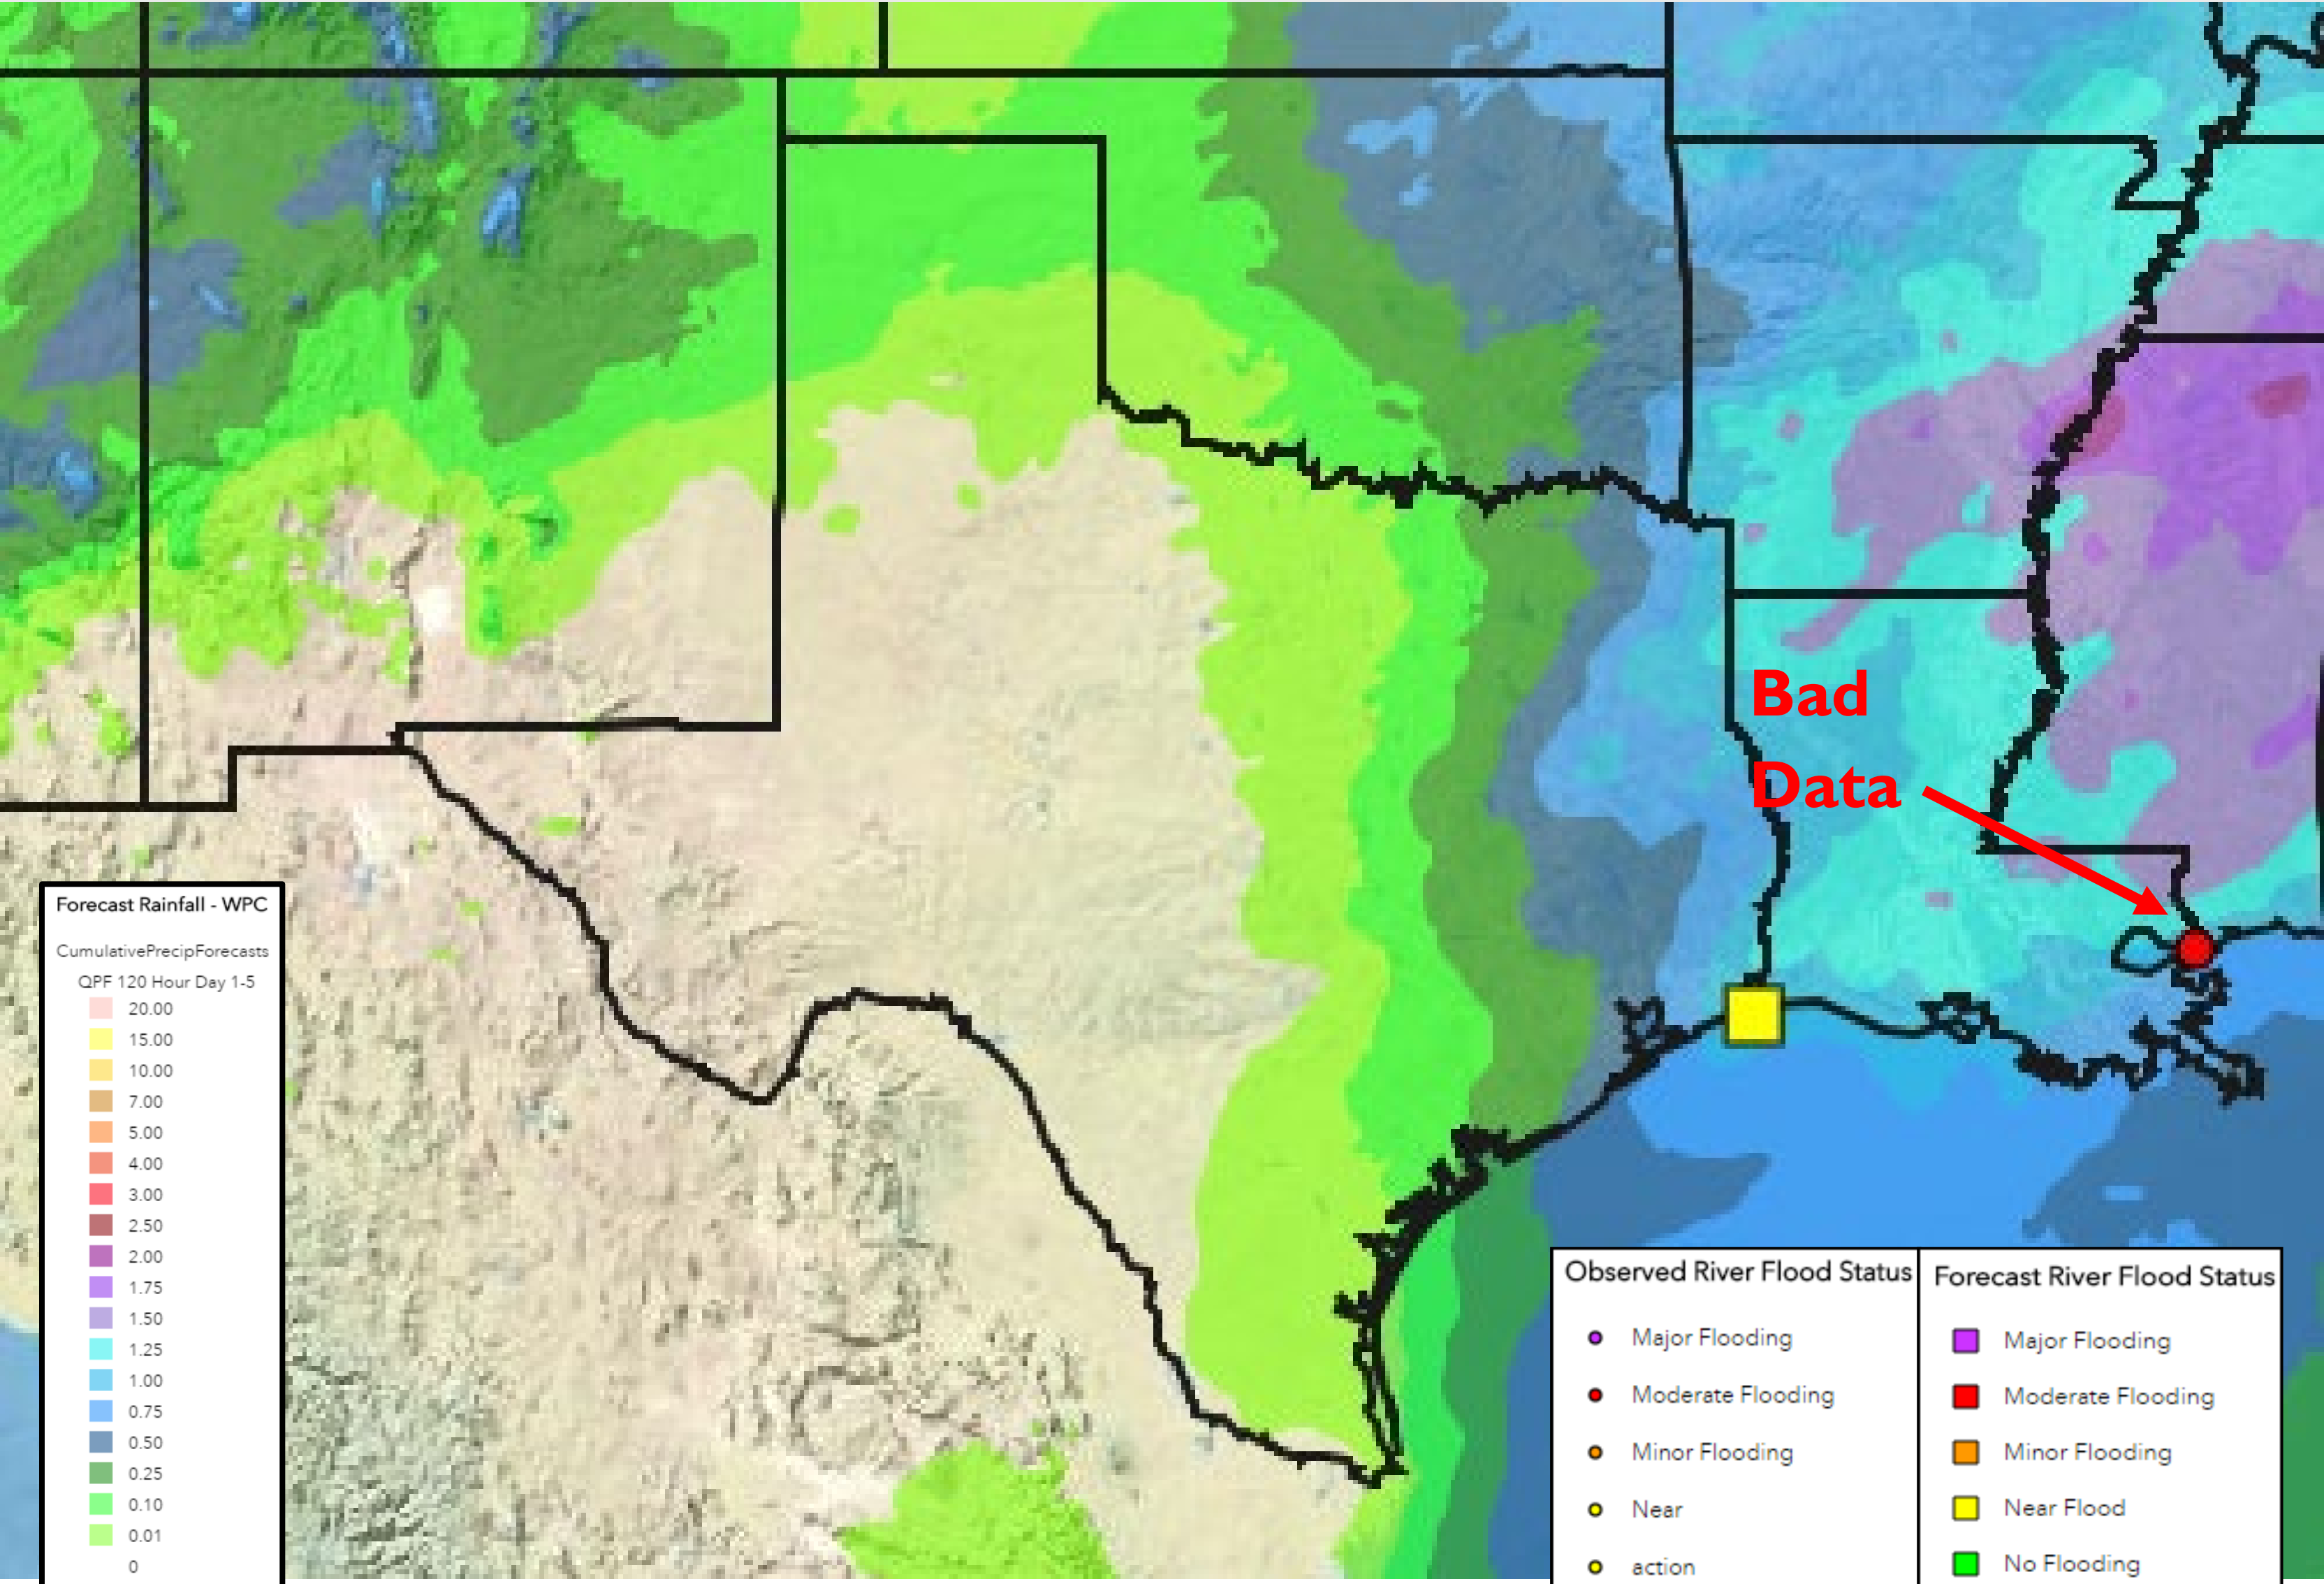 Bad
Data
Forecast Rainfall - WPC
CumulativePrecipForecasts
QPF 120 Hour Day 1-5
20.00
15.00
10.00
7.00
5.00
4.00
3.00
2.50
2.00
1.75
1.50
1.25
1.00
0.75
0.50
0.25
0.10
0.01
0
Observed River Flood Status
Major Flooding
Moderate Flooding
Minor Flooding
Near
action
Forecast River Flood Status
Major Flooding
Moderate Flooding
Minor Flooding
Near Flood
No Flooding